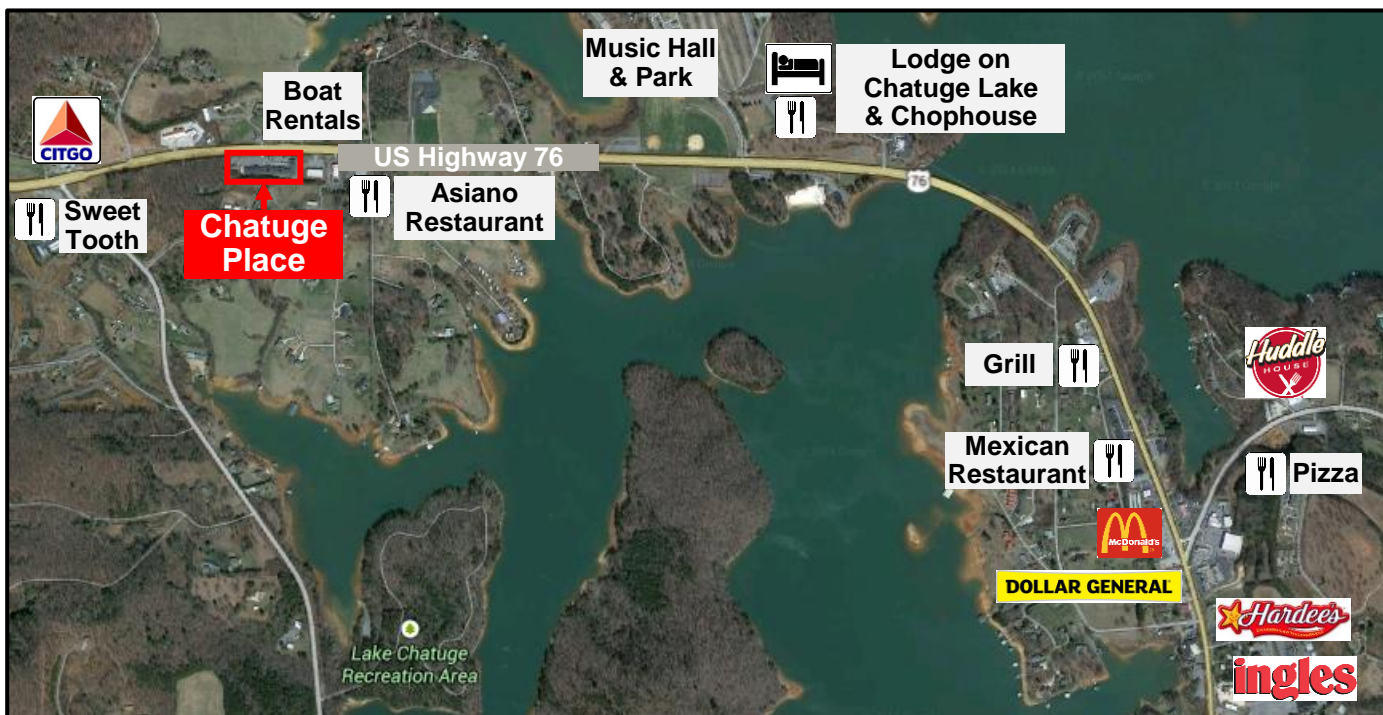 Music Hall
& Park
Lodge on
Chatuge Lake
& Chophouse
Boat
Rentals
CITGO
US Highway 76
76
Sweet
Tooth
Chatuge
Place
Asiano
Restaurant
Huddle
HOUSE
Grill
Mexican
Restaurant
Pizza
McDonald's
DOLLAR GENERAL
Hardee's
Lake Chatuge
Recreation Area
ingles